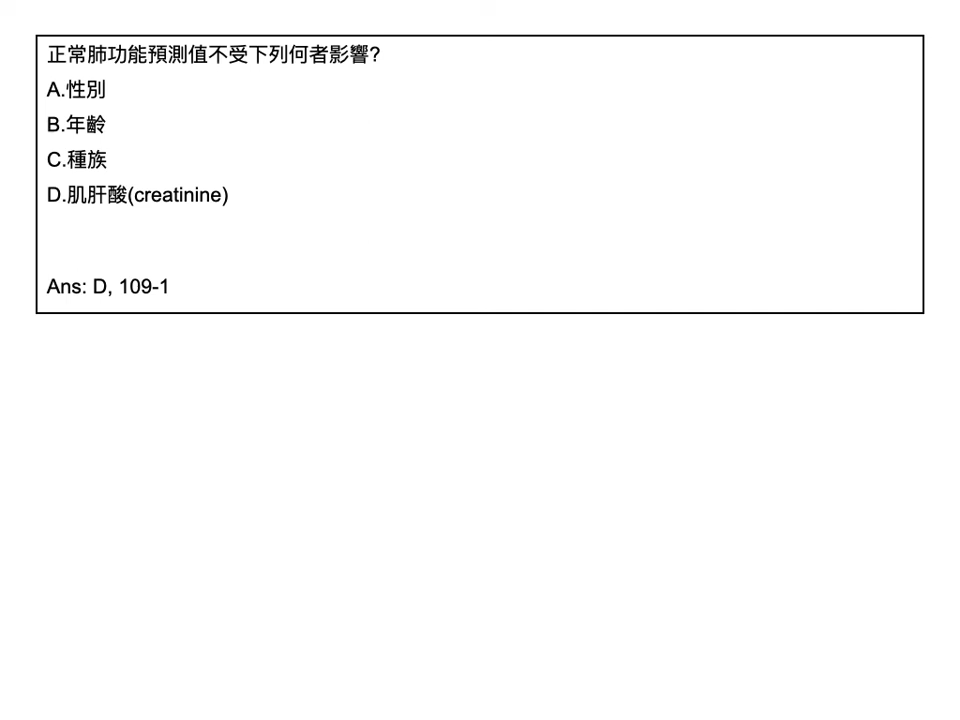 正常肺功能預測值不受下列何者影響?
A.性別
B.年齡
C.種族
D.肌肝酸(creatinine)
Ans: D, 109-1